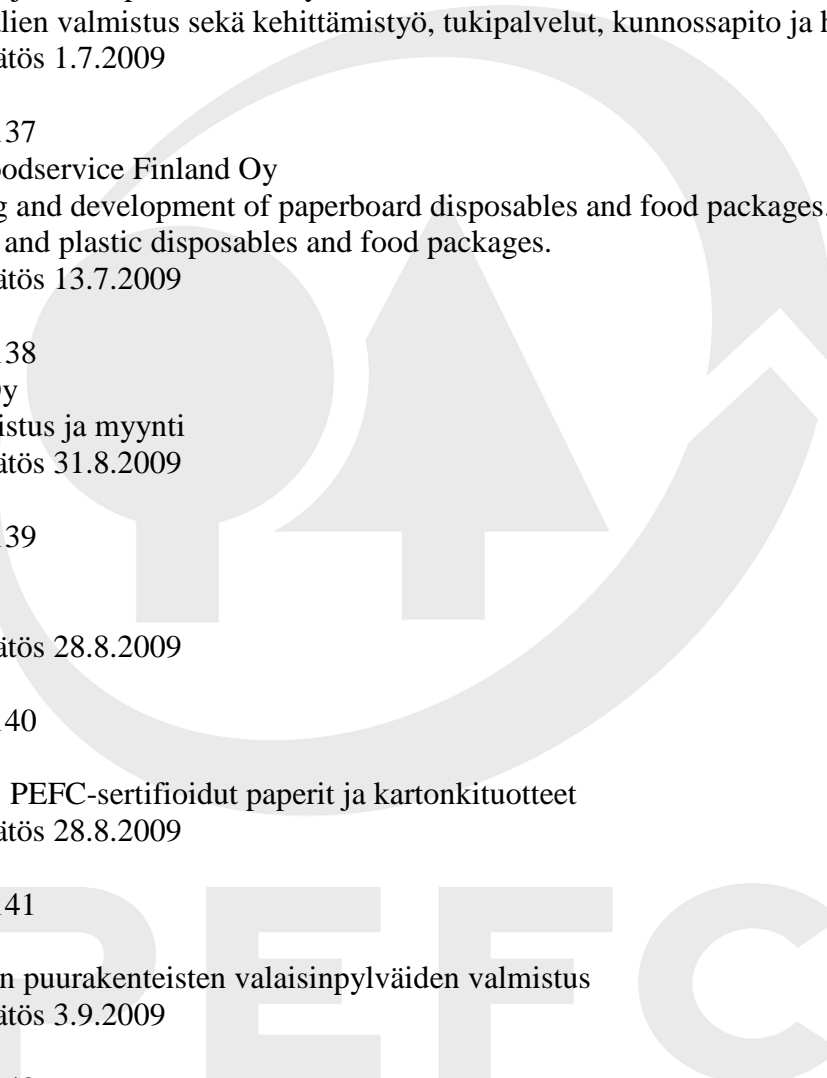 lien valmistus sekä kehittämistyö, tukipalvelut, kunnossapito ja
ätös 1.7.2009
137
odservice Finland Oy
g and development of paperboard disposables and food packages.
and plastic disposables and food packages.
ätös 13.7.2009
138
Oy
istus ja myynti
ätös 31.8.2009
139
ätös 28.8.2009
140
PEFC-sertifioidut paperit ja kartonkituotteet
ätös 28.8.2009
141
n puurakenteisten valaisinpylväiden valmistus
ätös 3.9.2009
PEFC